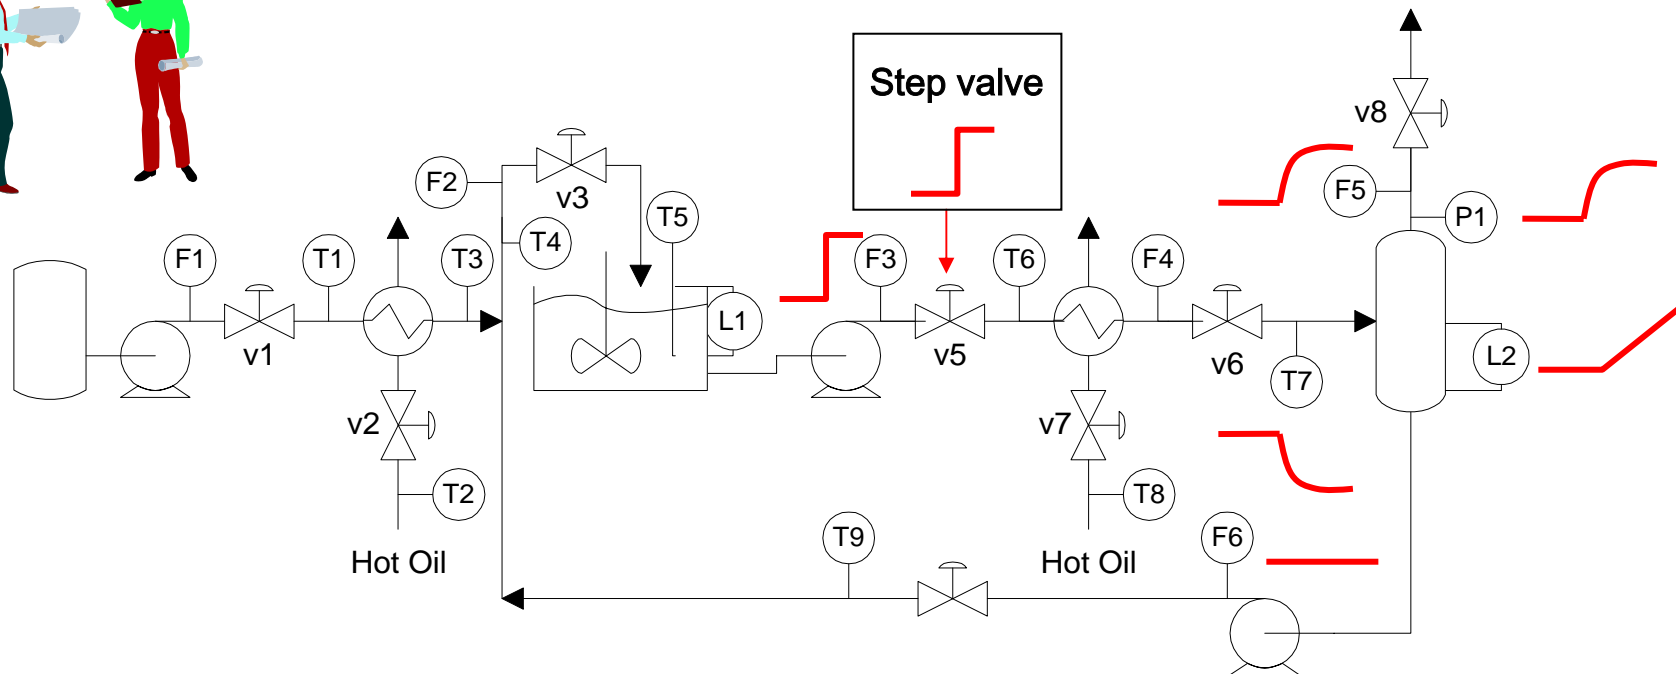 Step valve
v8
F2
v3
T5
F5
P1
T4
F1
T1
T3
F3
T6
F4
L1
v1
v5
v6
L2
T7
v2
v7
T2
T8
T9
F6
Hot Oil
Hot Oil